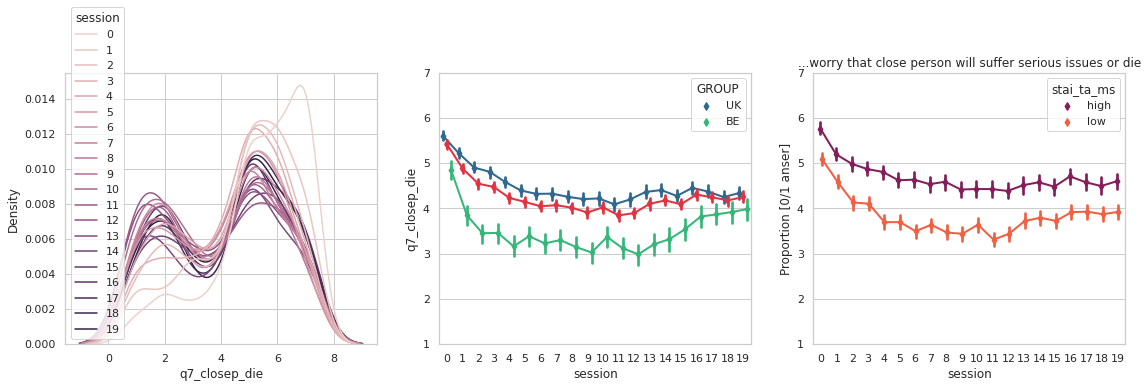 session
0
1
2
3
4
5
6
7
8
9
10
11
12
13
14
15
16
17
18
19
0.014
0.012
0.010
0.008
0.006
0.004
0.002
0.000
Density
0 2 4 6 8
q7_closep_die
7
6
5
4
3
2
1
q7_closep_die
GROUP
UK
BE
0 1 2 3 4 5 6 7 8 9 10 11 12 13 14 15 16 17 18 19
session
...worry that close person will suffer serious issues or die
7
6
5
4
3
2
1
Proportion [0/1 anser]
stai_ta_ms
high
low
0 1 2 3 4 5 6 7 8 9 10 11 12 13 14 15 16 17 18 19
session